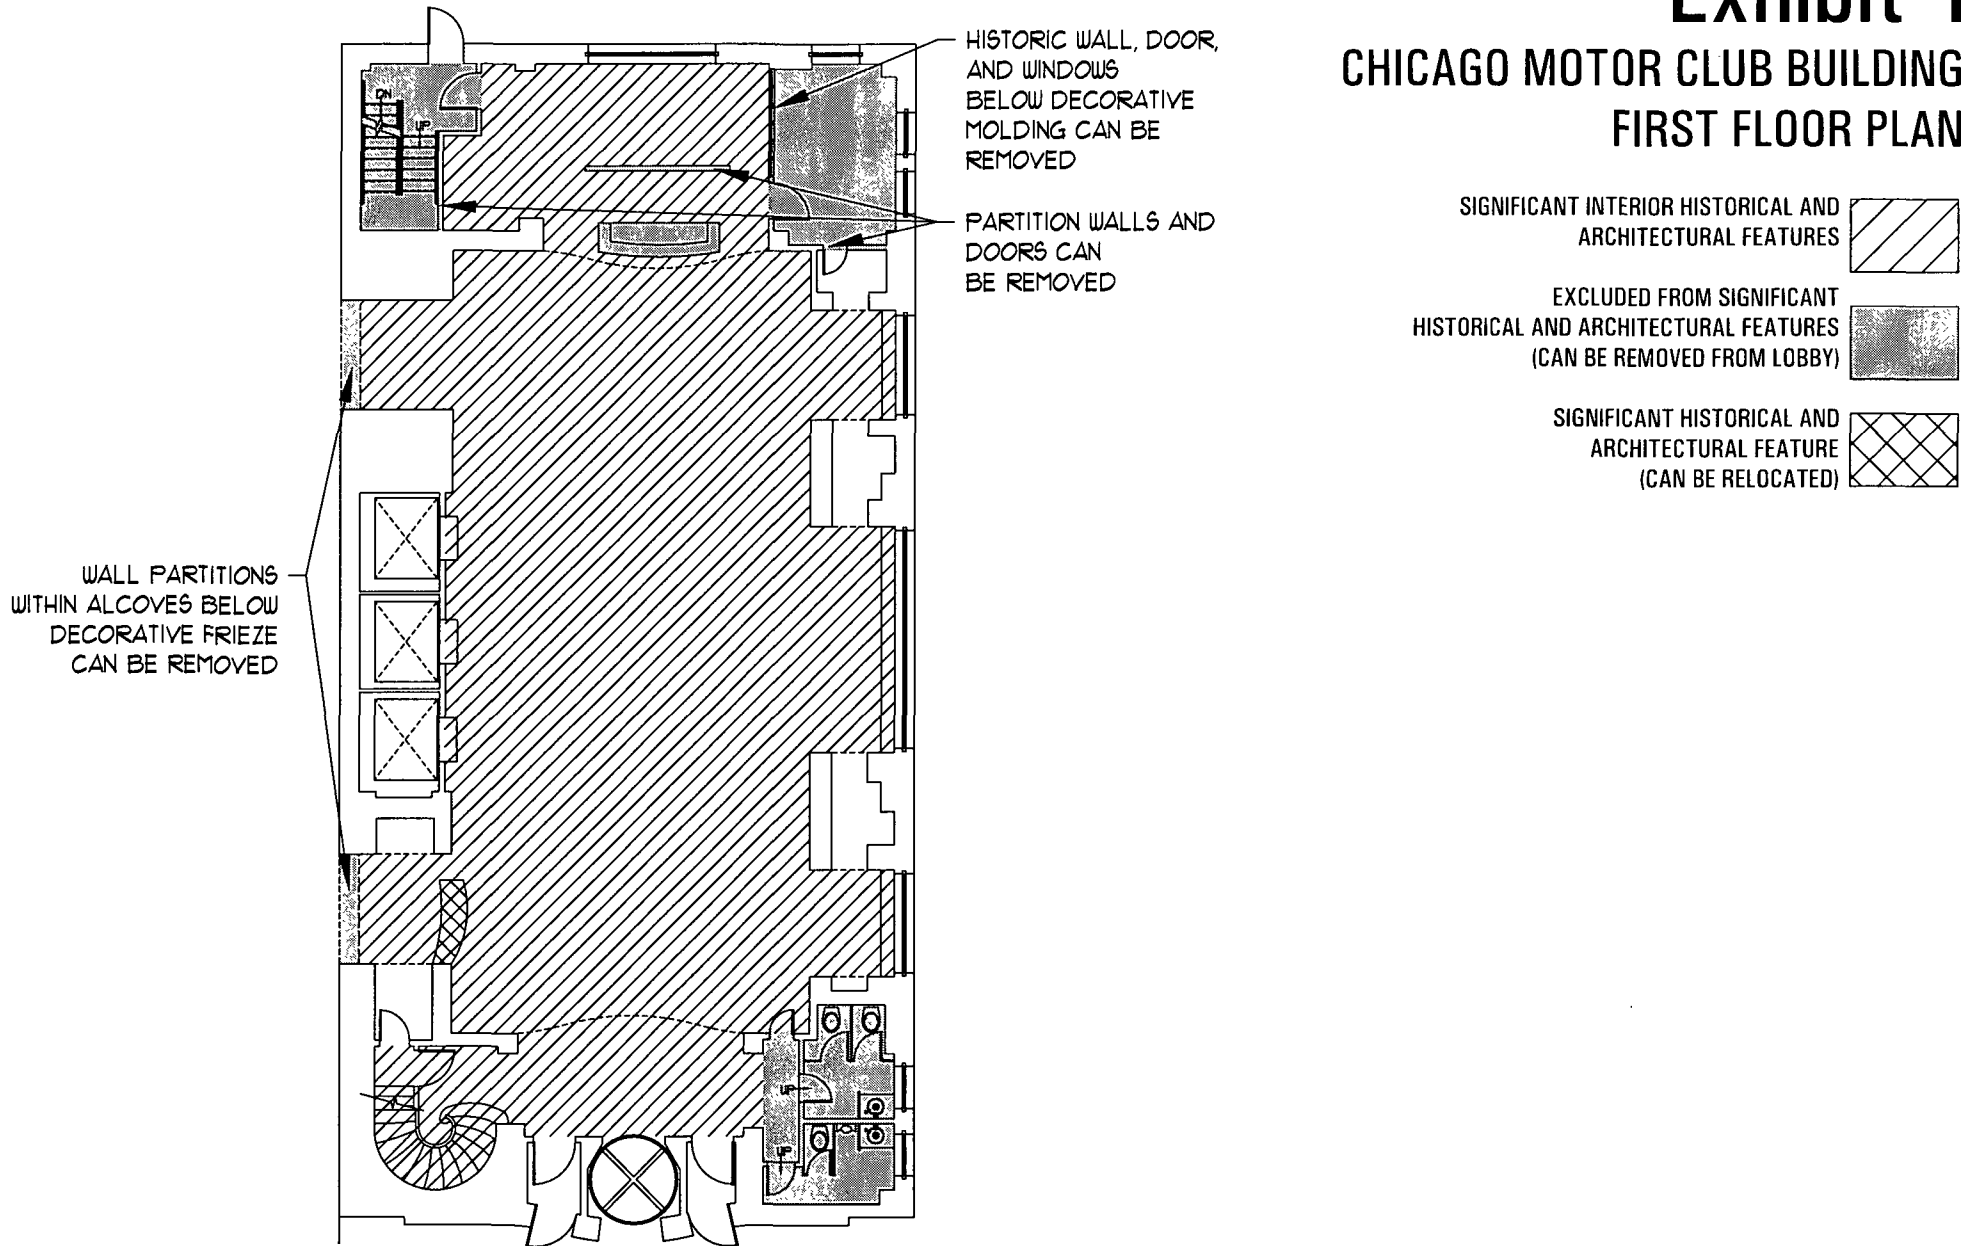 Exhibit 1
CHICAGO MOTOR CLUB BUILDING
FIRST FLOOR PLAN
SIGNIFICANT INTERIOR HISTORICAL AND
ARCHITECTURAL FEATURES
EXCLUDED FROM SIGNIFICANT
HISTORICAL AND ARCHITECTURAL FEATURES
(CAN BE REMOVED FROM LOBBY)
SIGNIFICANT HISTORICAL AND
ARCHITECTURAL FEATURE
(CAN BE RELOCATED)
HISTORIC WALL, DOOR,
AND WINDOWS
BELOW DECORATIVE
MOLDING CAN BE
REMOVED
PARTITION WALLS AND
DOORS CAN
BE REMOVED
WALL PARTITIONS
WITHIN ALCOVES BELOW
DECORATIVE FRIEZE
CAN BE REMOVED
DN
UP
UP
UP